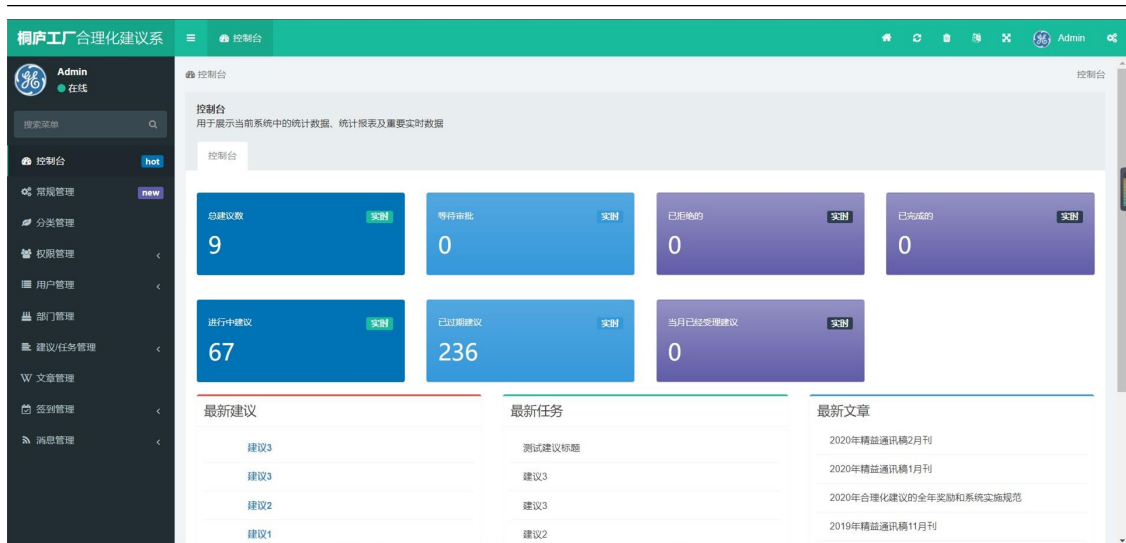 桐庐工厂合理化建议系
控制台
Admin
Admin
在线
控制台
控制台
搜索菜单
控制台
用于展示当前系统中的统计数据、统计报表及重要实时数据
控制台
控制台 hot
常规管理 new
分类管理
权限管理
用户管理
部门管理
建议/任务管理
文章管理
签到管理
消息管理
总建议数 实时
9
等待审批 实时
0
已拒绝的 实时
0
已完成的 实时
0
进行中建议 实时
67
已过期建议 实时
236
当月已经受理建议 实时
0
最新建议
建议3
建议3
建议2
建议1
最新任务
测试建议标题
建议3
建议3
建议2
最新文章
2020年精益通讯稿2月刊
2020年精益通讯稿1月刊
2020年合理化建议的全年奖励和系统实施规范
2019年精益通讯稿11月刊